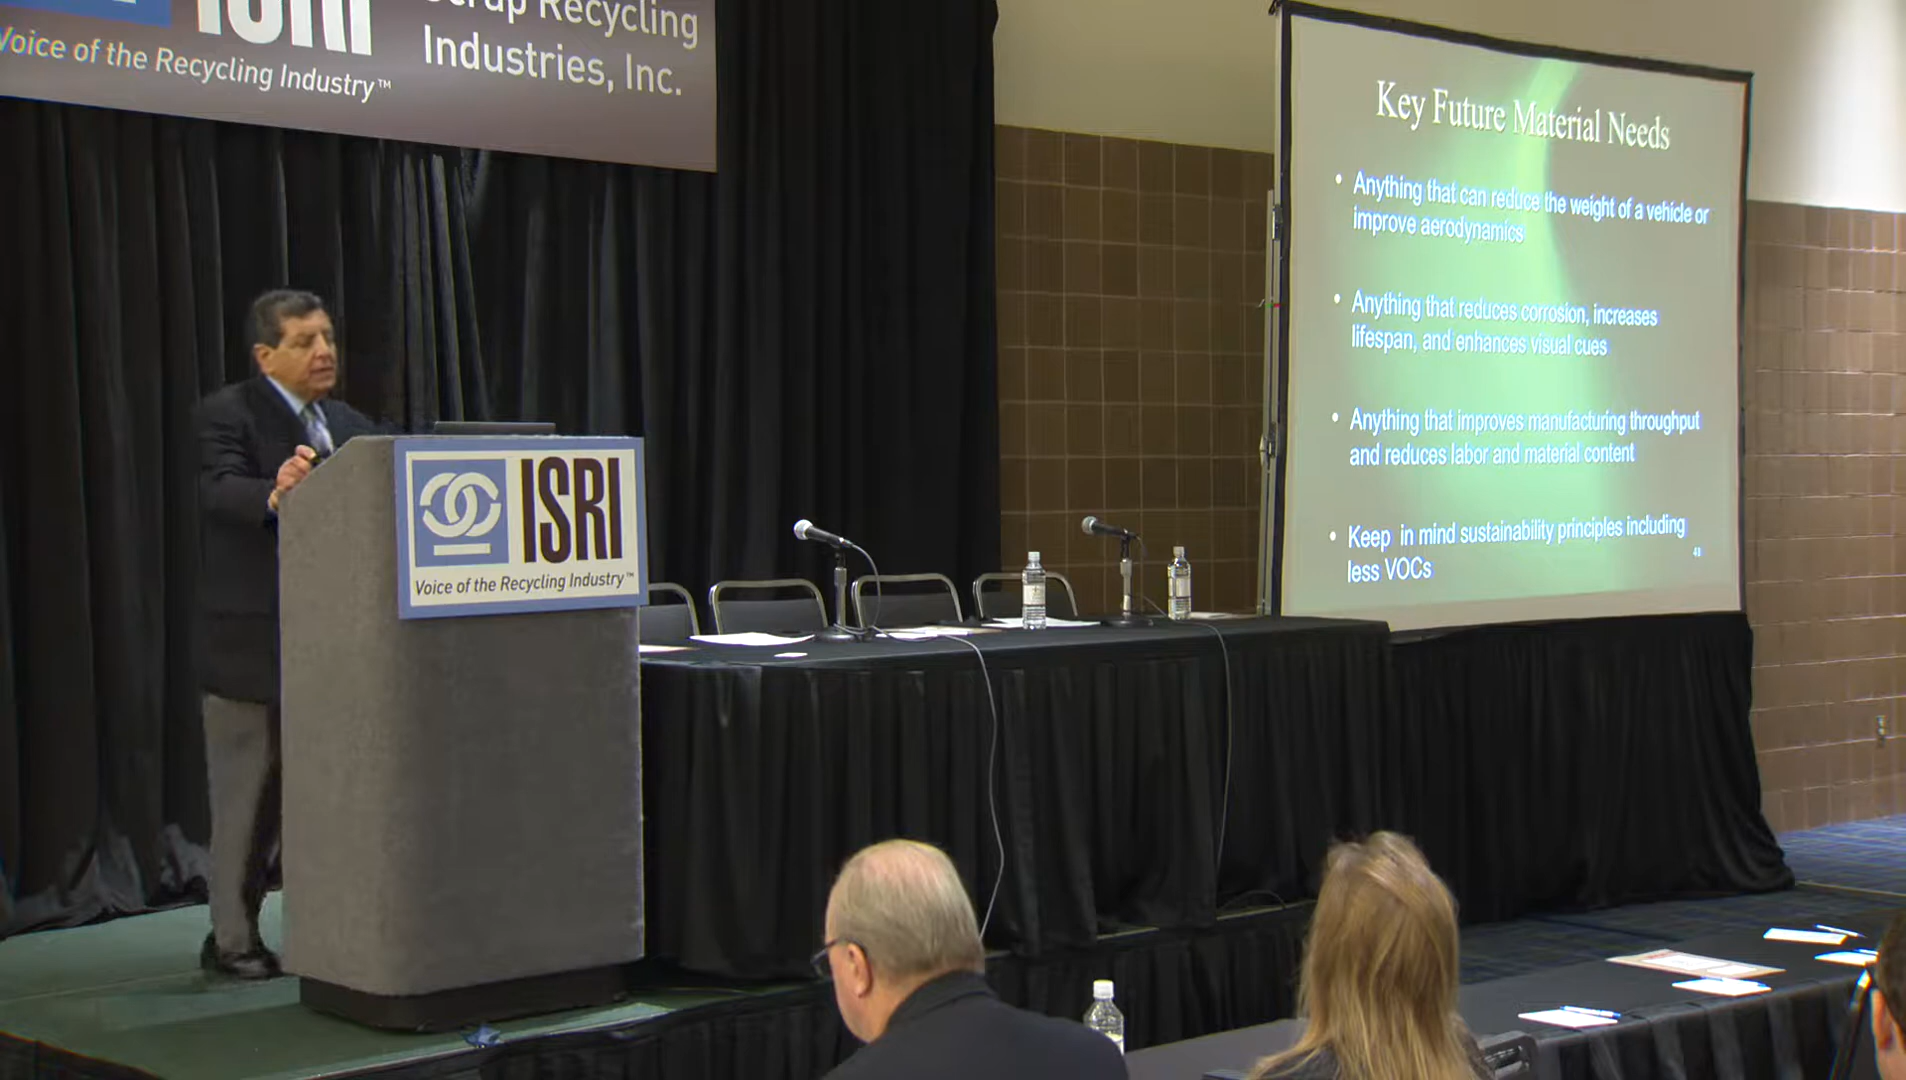 ISRI
Voice of the Recycling Industry™
Scrap Recycling
Industries, Inc.
Key Future Material Needs
• Anything that can reduce the weight of a vehicle or
improve aerodynamics
• Anything that reduces corrosion, increases
lifespan, and enhances visual cues
• Anything that improves manufacturing throughput
and reduces labor and material content
• Keep in mind sustainability principles including
less VOCs
ISRI
Voice of the Recycling Industry™